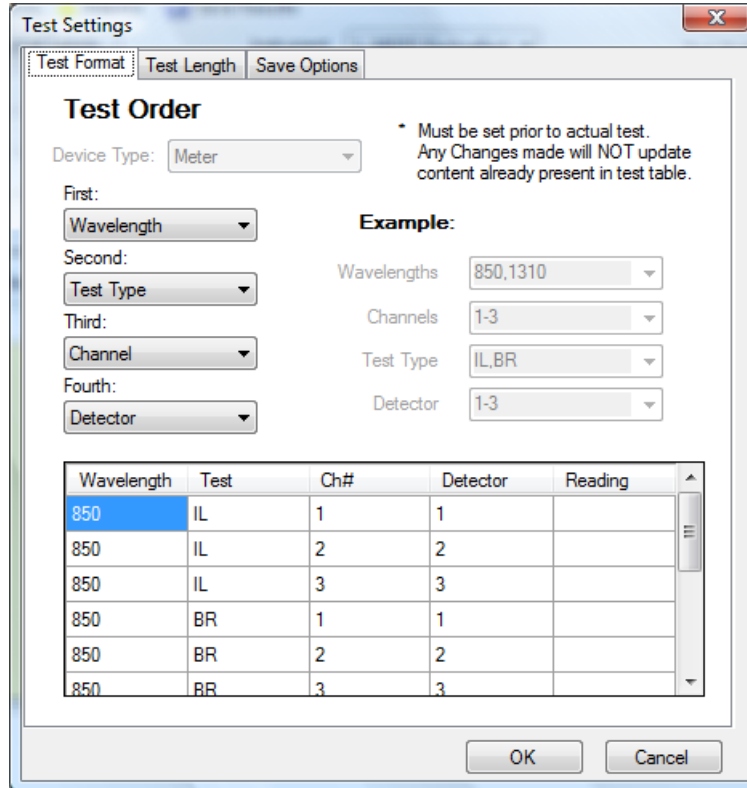 Test Settings
Test Format Test Length Save Options
Test Order
* Must be set prior to actual test.
Any Changes made will NOT update
content already present in test table.
Device Type: Meter
First:
Wavelength
Second:
Test Type
Third:
Channel
Fourth:
Detector
Example:
Wavelengths 850,1310
Channels 1-3
Test Type IL,BR
Detector 1-3
Wavelength Test Ch# Detector Reading
850 IL 1 1
850 IL 2 2
850 IL 3 3
850 BR 1 1
850 BR 2 2
850 BR 3 3
OK Cancel